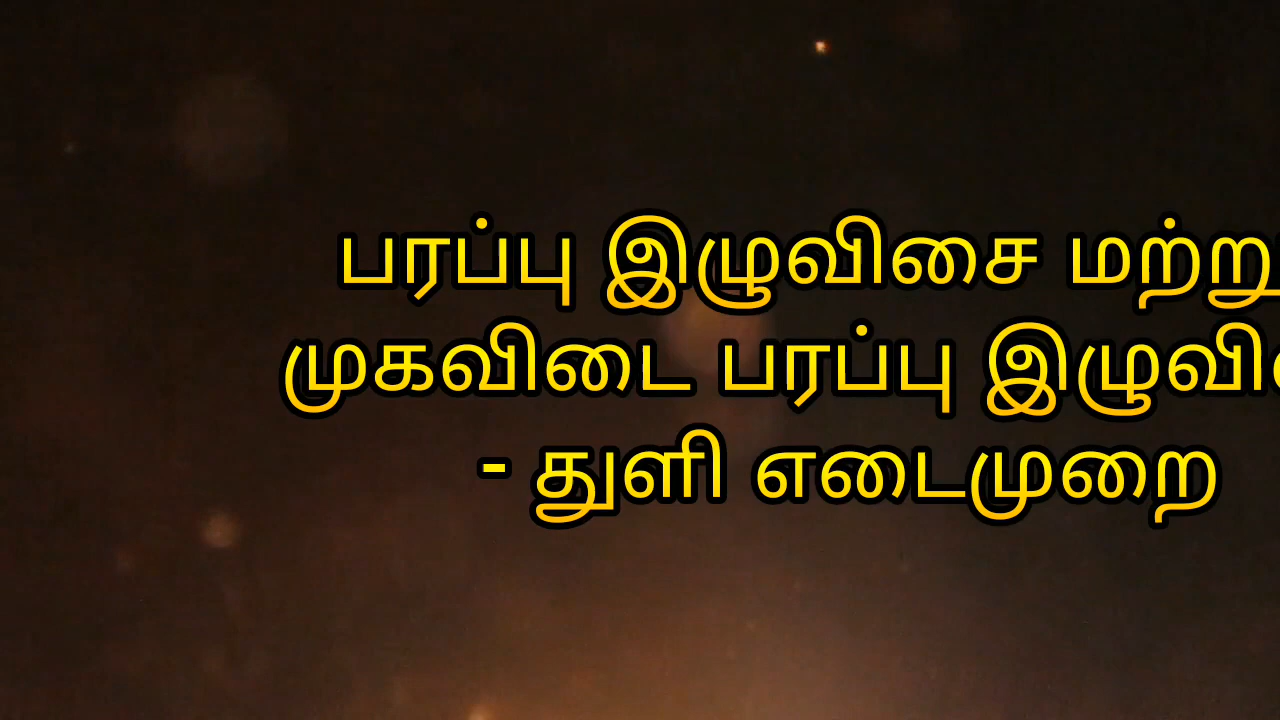 பரப்பு இழுவிசை மற்று
முகவிடை பரப்பு இழுவி
- துளி எடைமுறை